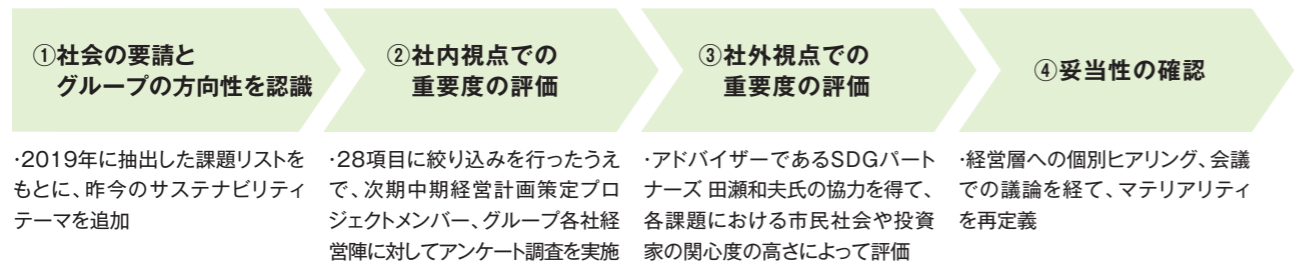 ①社会の要請と
グループの方向性を認識
・2019年に抽出した課題リストを
もとに、昨今のサステナビリティ
テーマを追加
②社内視点での
重要度の評価
・28項目に絞り込みを行ったうえ
で、次期中期経営計画策定プロ
ジェクトメンバー、グループ各社経
営陣に対してアンケート調査を実施
③社外視点での
重要度の評価
・アドバイザーであるSDGパート
ナーズ 田瀬和夫氏の協力を得て、
各課題における市民社会や投資
家の関心度の高さによって評価
④妥当性の確認
・経営層への個別ヒアリング、会議
での議論を経て、マテリアリティ
を再定義